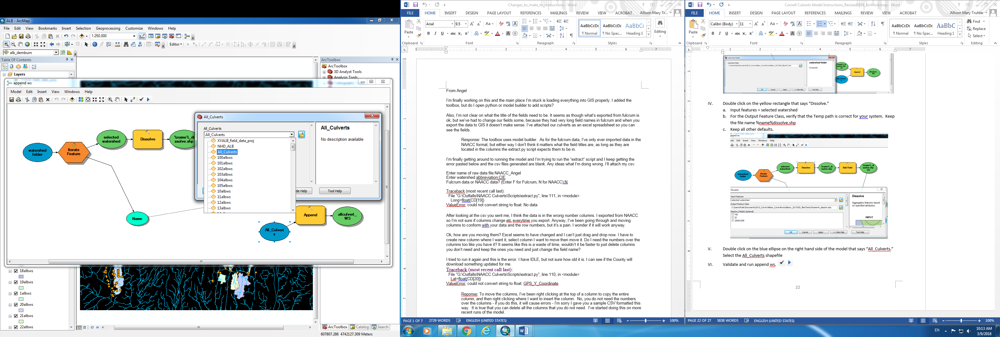 ALB - ArcMap
File Edit View Bookmarks Insert Selection Geoprocessing Customize Windows Help
1:250,000
Editor
alb_demburn
Table Of Contents
Layers
ArcToolbox
ArcToolbox
3D Analyst Tools
Analysis Tools
append ws
Model Edit Insert View Windows Help
watershed folder
Iterate Feature
selected watershed
Dissolve
%name%_di
ssolve.shp
Name
Append
allculvert_
WS
All_Culvert
s
All_Culverts
All_Culverts
All_Culverts
XYALB_field_data_proj
NHD_ALB
All_Culverts
100albws
101albws
102albws
103albws
104albws
105albws
10albws
11albws
12albws
13albws
All_Culverts
No description available
de Help
Tool Help
18albws
19albws
1albws
20albws
21albws
22albws
ArcToolbox Catalog Search
607807.286 4742127.309 Meters
Changes_to_make_to_instructions - Word
FILE HOME INSERT DESIGN PAGE LAYOUT REFERENCES MAILINGS REVIEW VIEW ACROBAT Allison Mary Tr...
Paste
Arial 9.5
AaBbCcDc AaBbCcDc AaBbCc
¶ Normal ¶ No Spac... Heading 1
Editing
Clipboard Font Paragraph Styles
From Angel
I'm finally working on this and the main place I'm stuck is loading everything into GIS properly. I added the
toolbox, but do I open python or model builder to add scripts?
Also, I'm not clear on what the title of the fields need to be. It seems as though what's exported from fulcrum is
ok, but we've had to change our fields some, because they had very long field names in fulcrum and when you
export the data to GIS it doesn't make sense. I've attached our culverts as an excel spreadsheet so you can
see the fields.
Response: The toolbox uses model builder. As for the fulcrum data, I've only ever imported data in the
NAACC format, but either way I don't think it matters what the field titles are, as long as they are
located in the columns the extract.py script expects them to be in.
I'm finally getting around to running the model and I'm trying to run the "extract" script and I keep getting the
error pasted below and the csv files generated are blank. Any ideas what I'm doing wrong. I'll attach my csv.
Enter name of raw data file:NAACC_Angel
Enter watershed abbreviation:CIE
Fulcrum data or NAACC data? (Enter F for Fulcrum, N for NAACC):N
Traceback (most recent call last):
File "G:\Outfalls\NAACC Culverts\Scripts\extract.py", line 111, in <module>
Long=float(CD[19])
ValueError: could not convert string to float: No data
After looking at the csv you sent me, I think the data is in the wrong number columns. I exported from NAACC
so I'm not sure if columns change etc everytime you export. Anyway, I've been going through and moving
columns to conform with your data and the row numbers, but it's a pain. I wonder if it will work anyway.
Ok, how are you moving them? Excel seems to have changed and I can't just drag and drop now. I have to
create new column where I want it, select column I want to move then move it. Do I need the numbers over the
columns too like you have it? It seems like this is a waste of time, wouldn't it be faster to just delete columns
you don't need and keep the ones you need and just change the field name?
I tried to run it again and this is the error. I have IDLE, but not sure how old it is. I can see if the County will
download something updated for me.
Traceback (most recent call last):
File "G:\Outfalls\NAACC Culverts\Scripts\extract.py", line 110, in <module>
Lat=float(CD[20])
ValueError: could not convert string to float: GPS_Y_Coordinate
Reponse: To move the columns, I've been right clicking at the top of a column to copy the entire
column, and then right clicking where I want to insert the column. No, you do not need the numbers
over the columns - if you do this, it will cause errors - I'm sorry I gave you a sample CSV formatted this
way. It is true that you can delete all the columns that you do not need. I've started doing this on more
recent runs of the model.
PAGE 1 OF 7 2729 WORDS ENGLISH (UNITED STATES) 100%
Cornell Culverts Model Instructions_Revised2018_forWorkshop - Word
FILE HOME INSERT DESIGN PAGE LAYOUT REFERENCES MAILINGS REVIEW VIEW ACROBAT Allison Mary Truhlar
Paste
Calibri (Body) 11
AaBbCcDc AaBbCcDc AaBbC
¶ Normal ¶ No Spac... Heading 1
Find
Replace
Select
Clipboard Font Paragraph Styles Editing
watershed folder
watershed folder
Composite
OK Cancel Apply << Hide Help Tool Help
Append
allculvert_
WS
IV. Double click on the yellow rectangle that says "Dissolve."
a. Input features = selected watershed
b. For the Output Feature Class, verify that the Temp path is correct for your system. Keep
the file name %name%dissolve.shp
c. Keep all other defaults.
append ws
del Edit Insert View Windows Help
watershed folder
Iterate Feature
selected watershed
Dissolve
%name%_di
ssolve.shp
Add Field
%name%_di
ssolve.shp
(5)
Dissolve
Input Features
selected watershed
Output Feature Class
C:\Users\Public\Documents\2015_Culvert\Allison_CulvertRuns\Albany_2017\GIS_files\Temp\%name%_dissolve.shp
Dissolve_Field(s) (optional)
FID
ID
GRIDCODE
Dissolve
Aggregates features based
on specified attributes.
INPUT
OK Cancel Apply << Hide Help Tool Help
V. Double click on the blue ellipse on the right hand side of the model that says "All_Culverts."
Select the All_Culverts shapefile
VI. Validate and run append ws.
22
PAGE 22 OF 27 5838 WORDS ENGLISH (UNITED STATES) 100%
EN
10:13 AM
3/9/2018